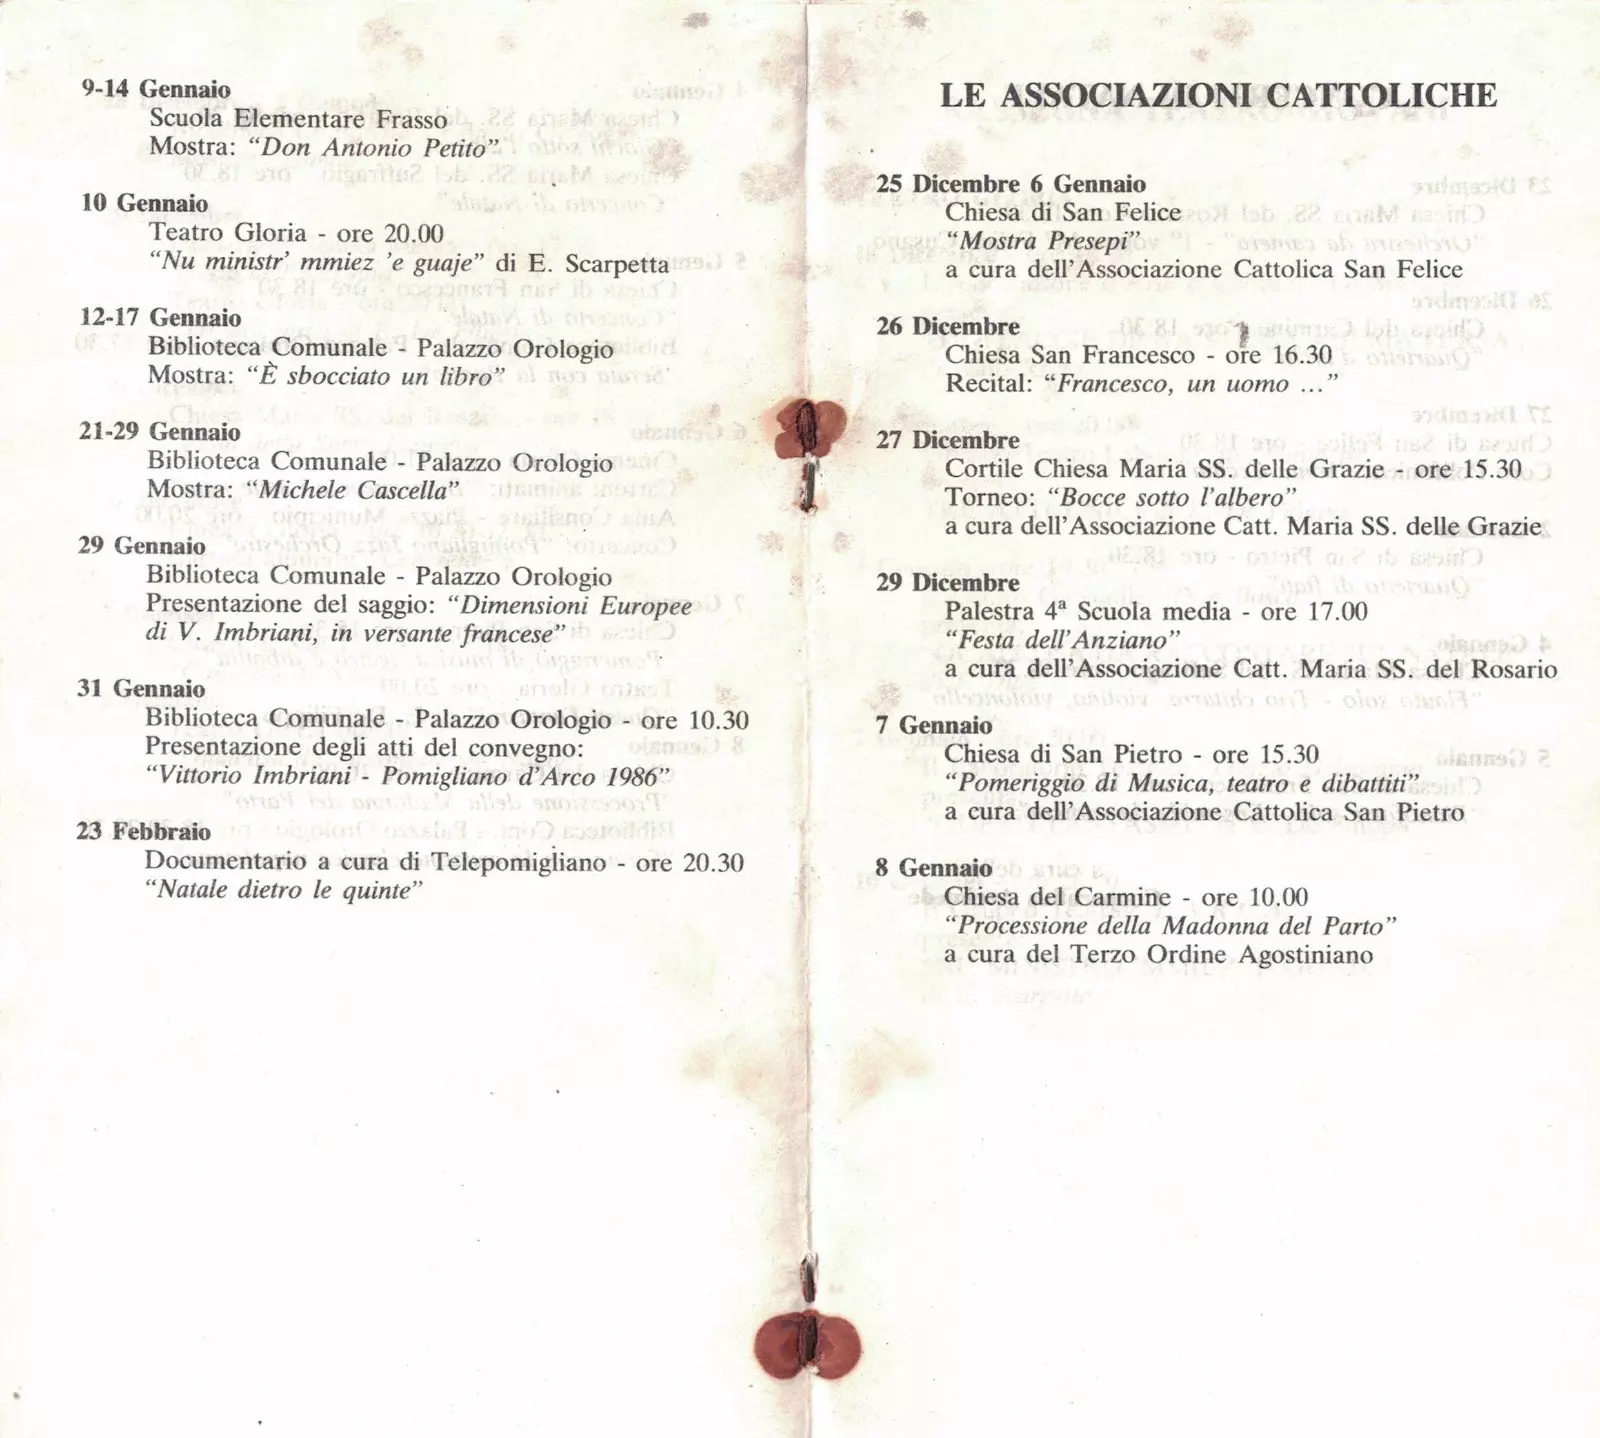 9-14 Gennaio
Scuola Elementare Frasso
Mostra: “Don Antonio Petito”
10 Gennaio
Teatro Gloria - ore 20.00
“Nu ministr’ mmiez ’e guaje” di E. Scarpetta
12-17 Gennaio
Biblioteca Comunale - Palazzo Orologio
Mostra: “È sbocciato un libro”
21-29 Gennaio
Biblioteca Comunale - Palazzo Orologio
Mostra: “Michele Cascella”
29 Gennaio
Biblioteca Comunale - Palazzo Orologio
Presentazione del saggio: “Dimensioni Europee
di V. Imbriani, in versante francese”
31 Gennaio
Biblioteca Comunale - Palazzo Orologio - ore 10.30
Presentazione degli atti del convegno:
“Vittorio Imbriani - Pomigliano d’Arco 1986”
23 Febbraio
Documentario a cura di Telepomigliano - ore 20.30
“Natale dietro le quinte”
LE ASSOCIAZIONI CATTOLICHE
25 Dicembre 6 Gennaio
Chiesa di San Felice
“Mostra Presepi”
a cura dell’Associazione Cattolica San Felice
26 Dicembre
Chiesa San Francesco - ore 16.30
Recital: “Francesco, un uomo ...”
27 Dicembre
Cortile Chiesa Maria SS. delle Grazie - ore 15.30
Torneo: “Bocce sotto l’albero”
a cura dell’Associazione Catt. Maria SS. delle Grazie
29 Dicembre
Palestra 4ª Scuola media - ore 17.00
“Festa dell’Anziano”
a cura dell’Associazione Catt. Maria SS. del Rosario
7 Gennaio
Chiesa di San Pietro - ore 15.30
“Pomeriggio di Musica, teatro e dibattiti”
a cura dell’Associazione Cattolica San Pietro
8 Gennaio
Chiesa del Carmine - ore 10.00
“Processione della Madonna del Parto”
a cura del Terzo Ordine Agostiniano